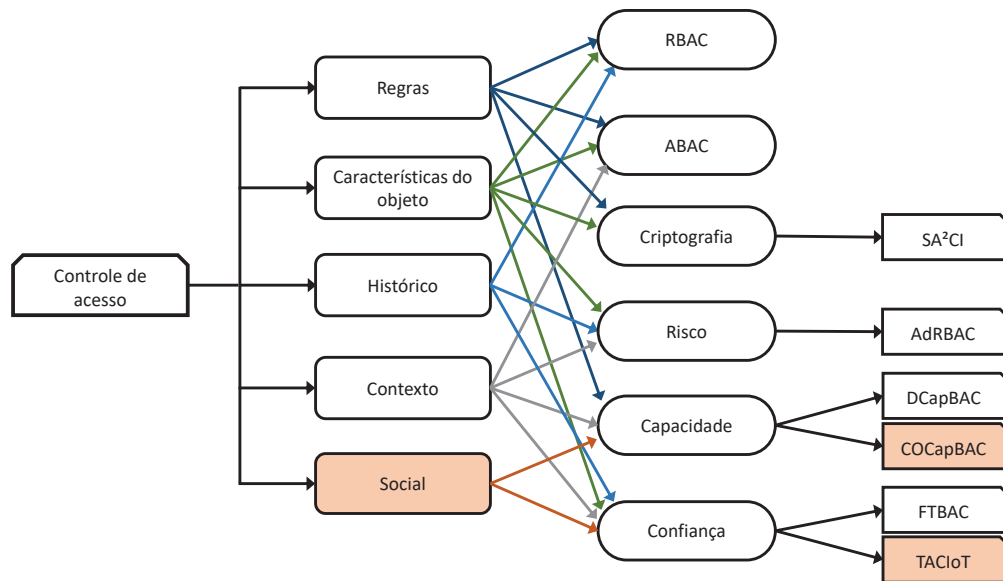 Controle de
acesso
Regras
Características do
objeto
Histórico
Contexto
Social
RBAC
ABAC
Criptografia
Risco
Capacidade
Confiança
SA²CI
AdRBAC
DCapBAC
COCapBAC
FTBAC
TACIoT